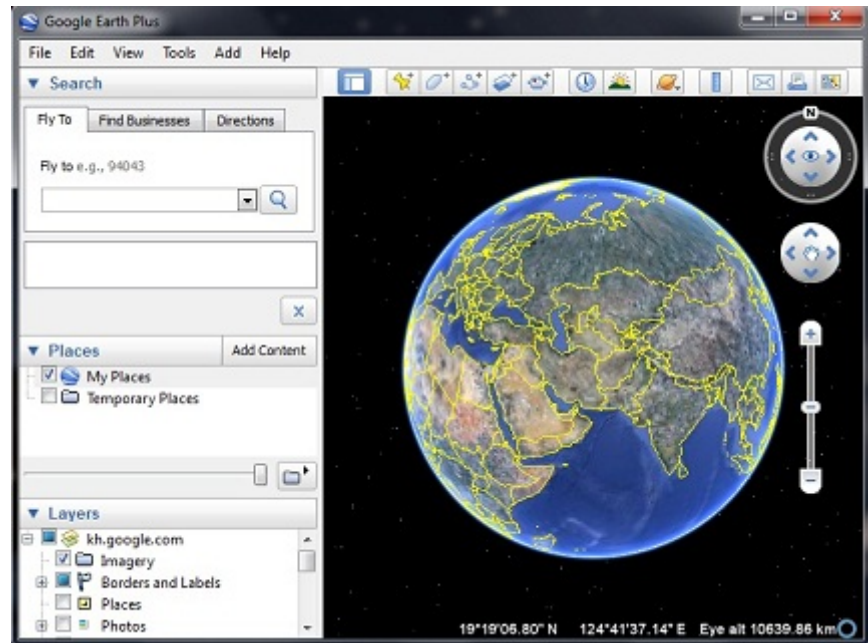 Google Earth Plus
File Edit View Tools Add Help
Search
Fly To Find Businesses Directions
Fly to e.g., 94043
Places Add Content
My Places
Temporary Places
Layers
kh.google.com
Imagery
Borders and Labels
Places
Photos
N
19°19'06.80" N 124°41'37.14" E Eye alt 10639.86 km